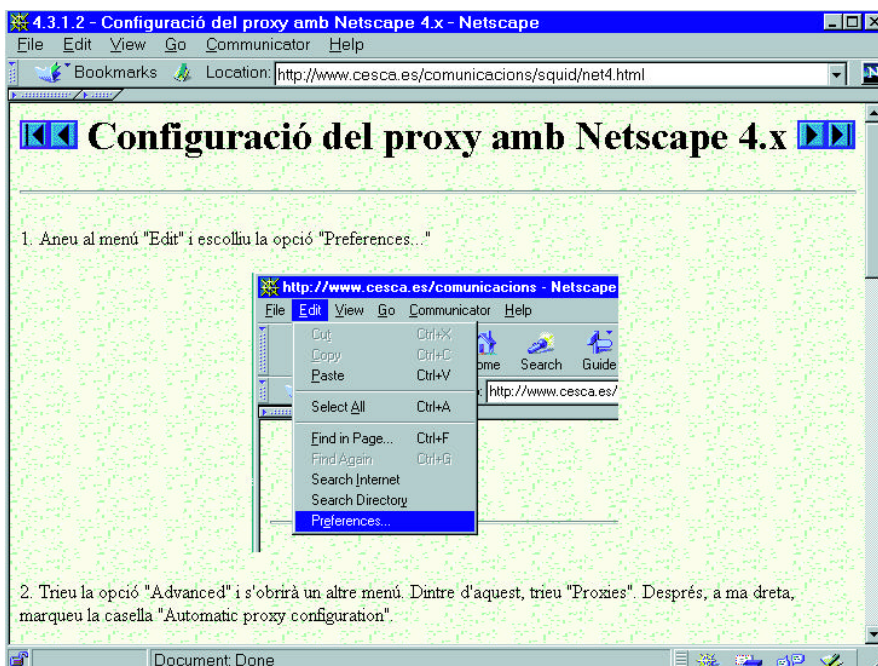 4.3.1.2 - Configuració del proxy amb Netscape 4.x - Netscape
File Edit View Go Communicator Help
Bookmarks Location: http://www.cesca.es/comunicacions/squid/net4.html
Configuració del proxy amb Netscape 4.x
1. Aneu al menú "Edit" i escolliu la opció "Preferences..."
http://www.cesca.es/comunicacions - Netscape
File Edit View Go Communicator Help
Cut Ctrl+X
Copy Ctrl+C
Paste Ctrl+V
Select All Ctrl+A
Find in Page... Ctrl+F
Find Again Ctrl+G
Search Internet
Search Directory
Preferences...
ome Search Guide
http://www.cesca.es/
2. Trieu la opció "Advanced" i s'obrirà un altre menú. Dintre d'aquest, trieu "Proxies". Després, a ma dreta,
marqueu la casella "Automatic proxy configuration".
Document: Done